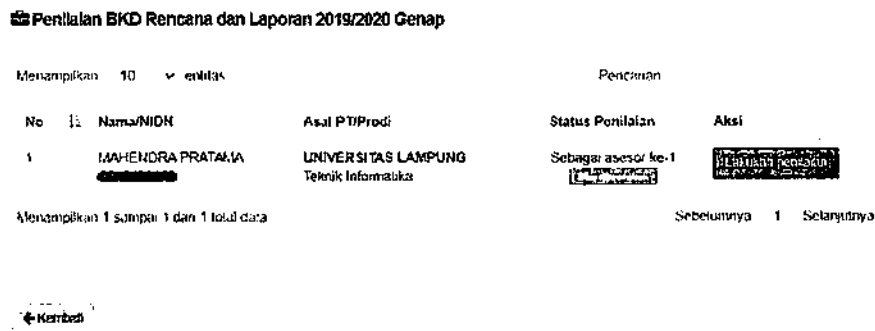 Penilaian BKD Rencana dan Laporan 2019/2020 Genap
Menampilkan 10 entitas Pencarian
No Nama/NIDN Asal PT/Prodi Status Penilaian Aksi
1 MAHENDRA PRATAMA UNIVERSITAS LAMPUNG Sebagai asesor ke-1 Lakukan penilaian
Teknik Informatika
Menampilkan 1 sampai 1 dari 1 total data Sebelumnya 1 Selanjutnya
Kembali